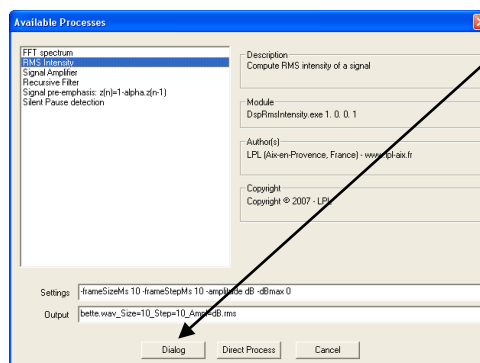 Available Processes
FFT spectrum
RMS Intensity
Signal Amplifier
Recursive Filter
Signal pre-emphasis: z(n)=1-alpha.z(n-1)
Silent Pause detection
Description
Compute RMS intensity of a signal
Module
DspRmsIntensity.exe 1. 0. 0. 1
Author(s)
LPL (Aix-en-Provence, France) - www.lpl-aix.fr
Copyright
Copyright © 2007 - LPL
Settings -frameSizeMs 10 -frameStepMs 10 -amplitude dB -dBmax 0
Output bette.wav_Size=10_Step=10_Ampl=dB.rms
Dialog Direct Process Cancel